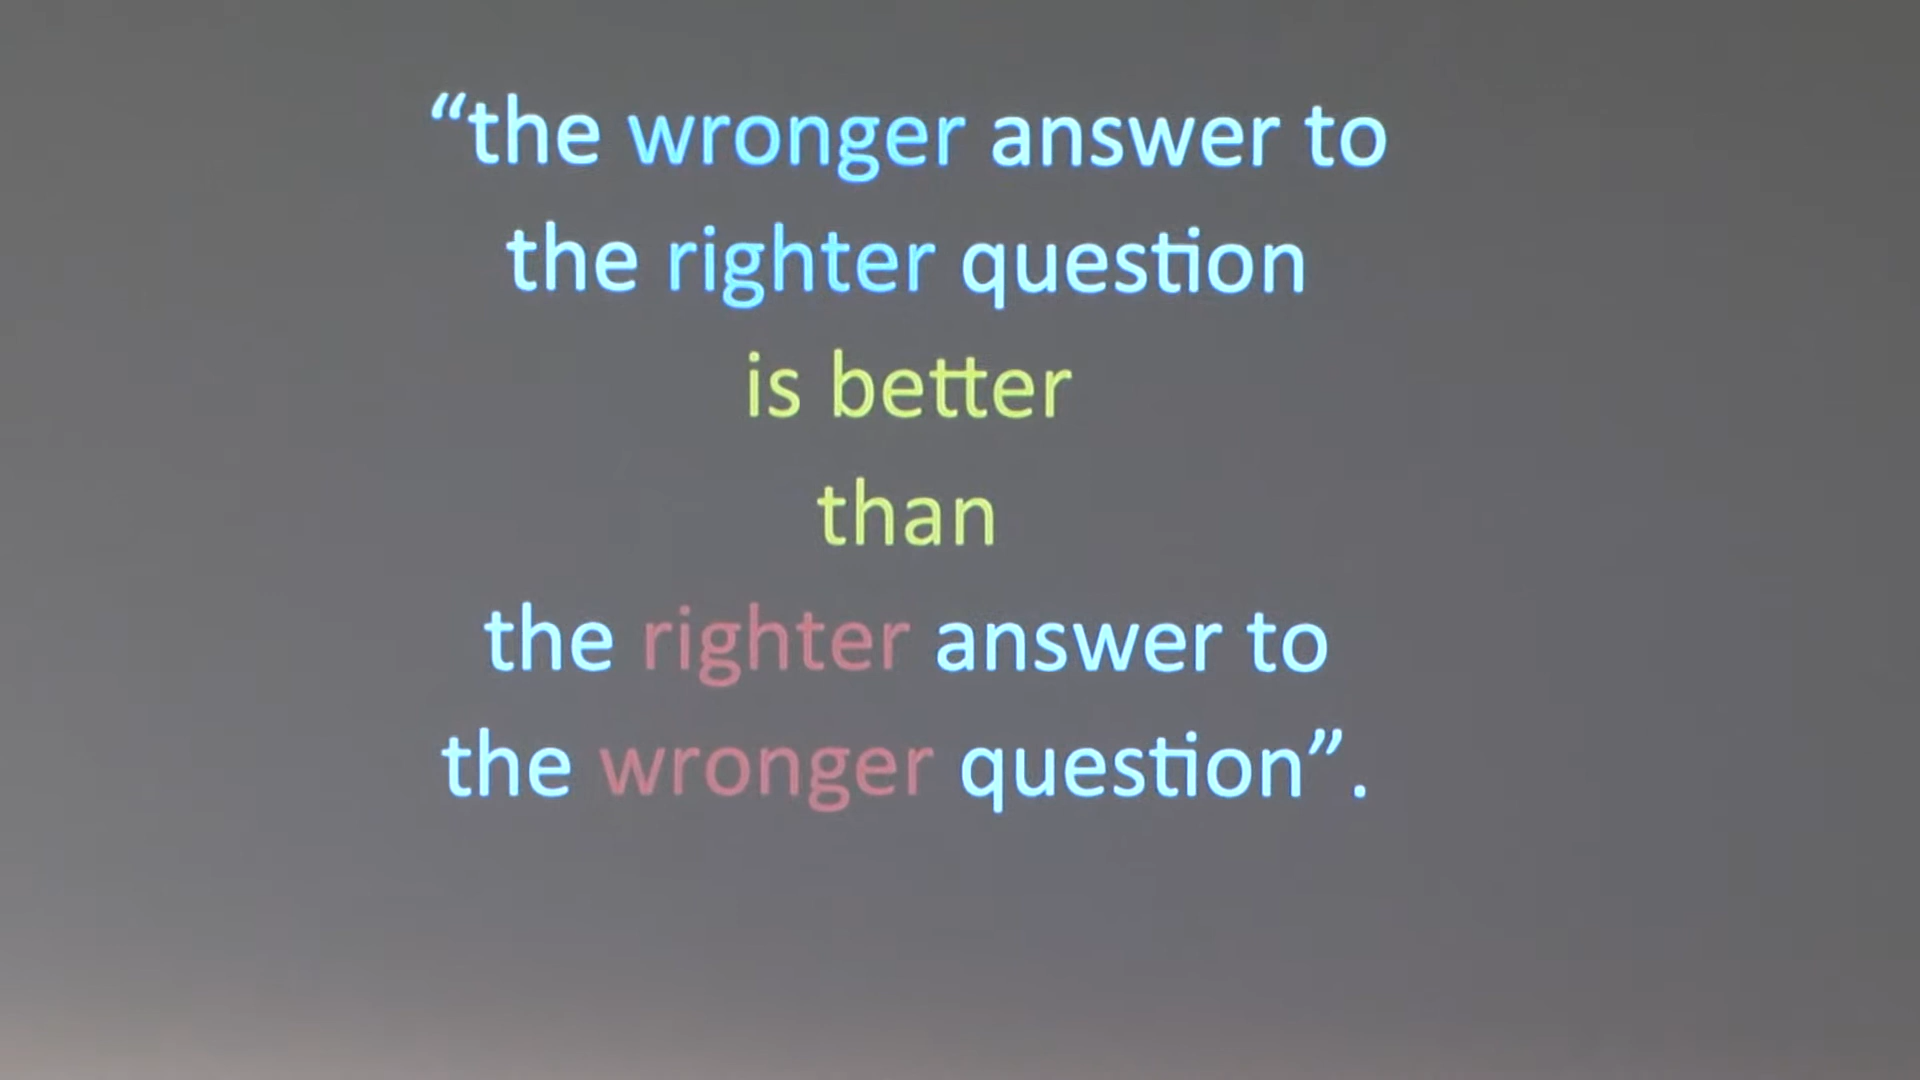 “the wronger answer to
the righter question
is better
than
the righter answer to
the wronger question”.